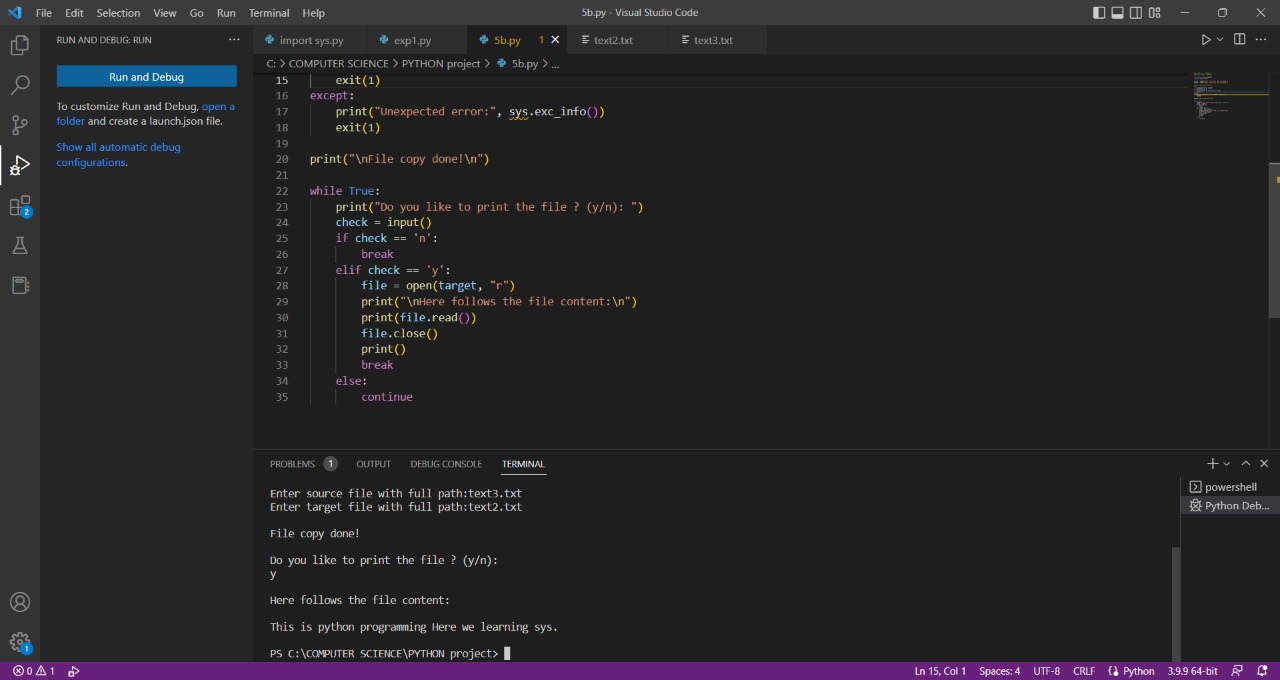 File Edit Selection View Go Run Terminal Help
5b.py - Visual Studio Code
RUN AND DEBUG: RUN
Run and Debug
To customize Run and Debug, open a
folder and create a launch.json file.
Show all automatic debug
configurations.
2
1
import sys.py exp1.py 5b.py 1 text2.txt text3.txt
C: > COMPUTER SCIENCE > PYTHON project > 5b.py > ...
15 exit(1)
16 except:
17 print("Unexpected error:", sys.exc_info())
18 exit(1)
19
20 print("\nFile copy done!\n")
21
22 while True:
23 print("Do you like to print the file ? (y/n): ")
24 check = input()
25 if check == 'n':
26 break
27 elif check == 'y':
28 file = open(target, "r")
29 print("\nHere follows the file content:\n")
30 print(file.read())
31 file.close()
32 print()
33 break
34 else:
35 continue
PROBLEMS 1 OUTPUT DEBUG CONSOLE TERMINAL
Enter source file with full path:text3.txt
Enter target file with full path:text2.txt
File copy done!
Do you like to print the file ? (y/n):
y
Here follows the file content:
This is python programming Here we learning sys.
PS C:\COMPUTER SCIENCE\PYTHON project>
powershell
Python Deb...
0 1
Ln 15, Col 1 Spaces: 4 UTF-8 CRLF Python 3.9.9 64-bit